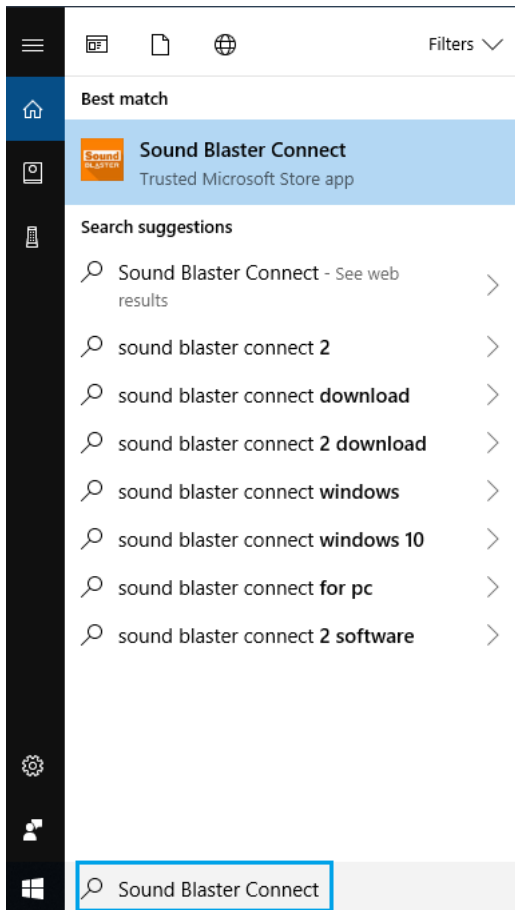 Filters
Best match
Sound BLASTER
Sound Blaster Connect
Trusted Microsoft Store app
Search suggestions
Sound Blaster Connect - See web
results
sound blaster connect 2
sound blaster connect download
sound blaster connect 2 download
sound blaster connect windows
sound blaster connect windows 10
sound blaster connect for pc
sound blaster connect 2 software
Sound Blaster Connect